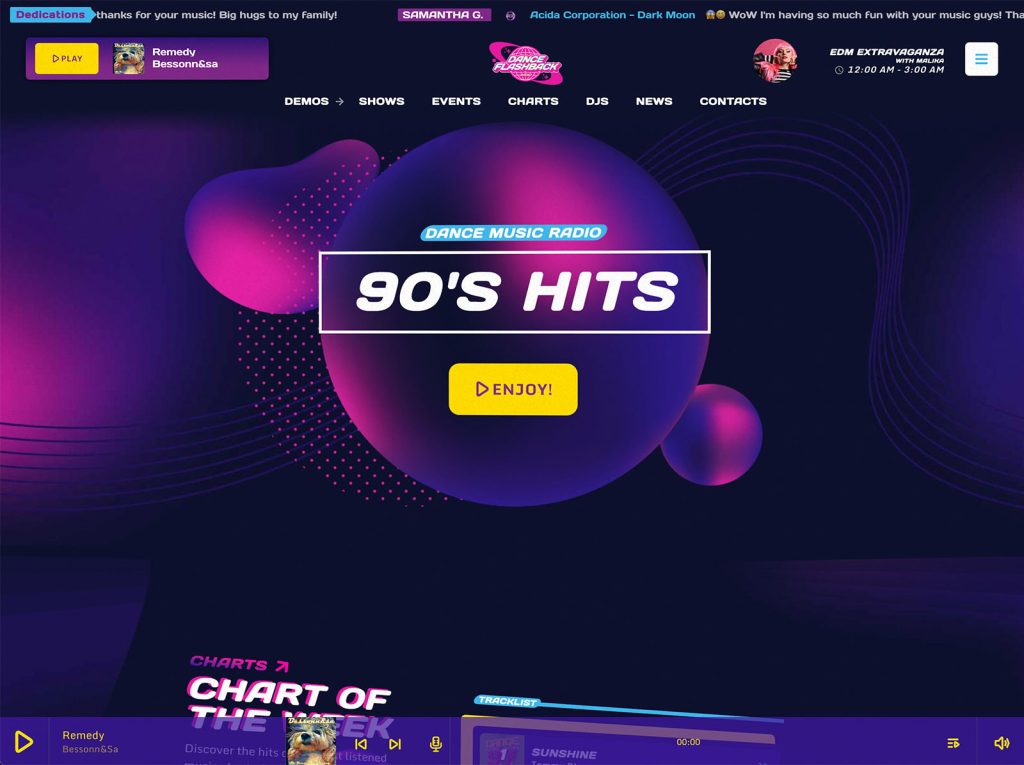 Dedications thanks for your music! Big hugs to my family! SAMANTHA G. Acida Corporation - Dark Moon 😱😄 WoW I'm having so much fun with your music guys! Tha
PLAY
Remedy
Bessonn&sa
DANCE
FLASHBACK
EDM EXTRAVAGANZA
WITH MALIKA
12:00 AM - 3:00 AM
DEMOS → SHOWS EVENTS CHARTS DJS NEWS CONTACTS
DANCE MUSIC RADIO
90'S HITS
ENJOY!
CHARTS
CHART OF
THE WEEK
Discover the hits
listened
TRACKLIST
1
SUNSHINE
Remedy
Bessonn&Sa
BessonnAsa
00:00